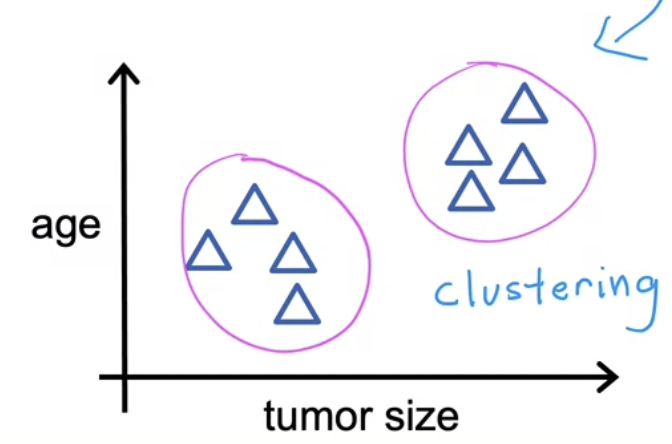 age
clustering
tumor size